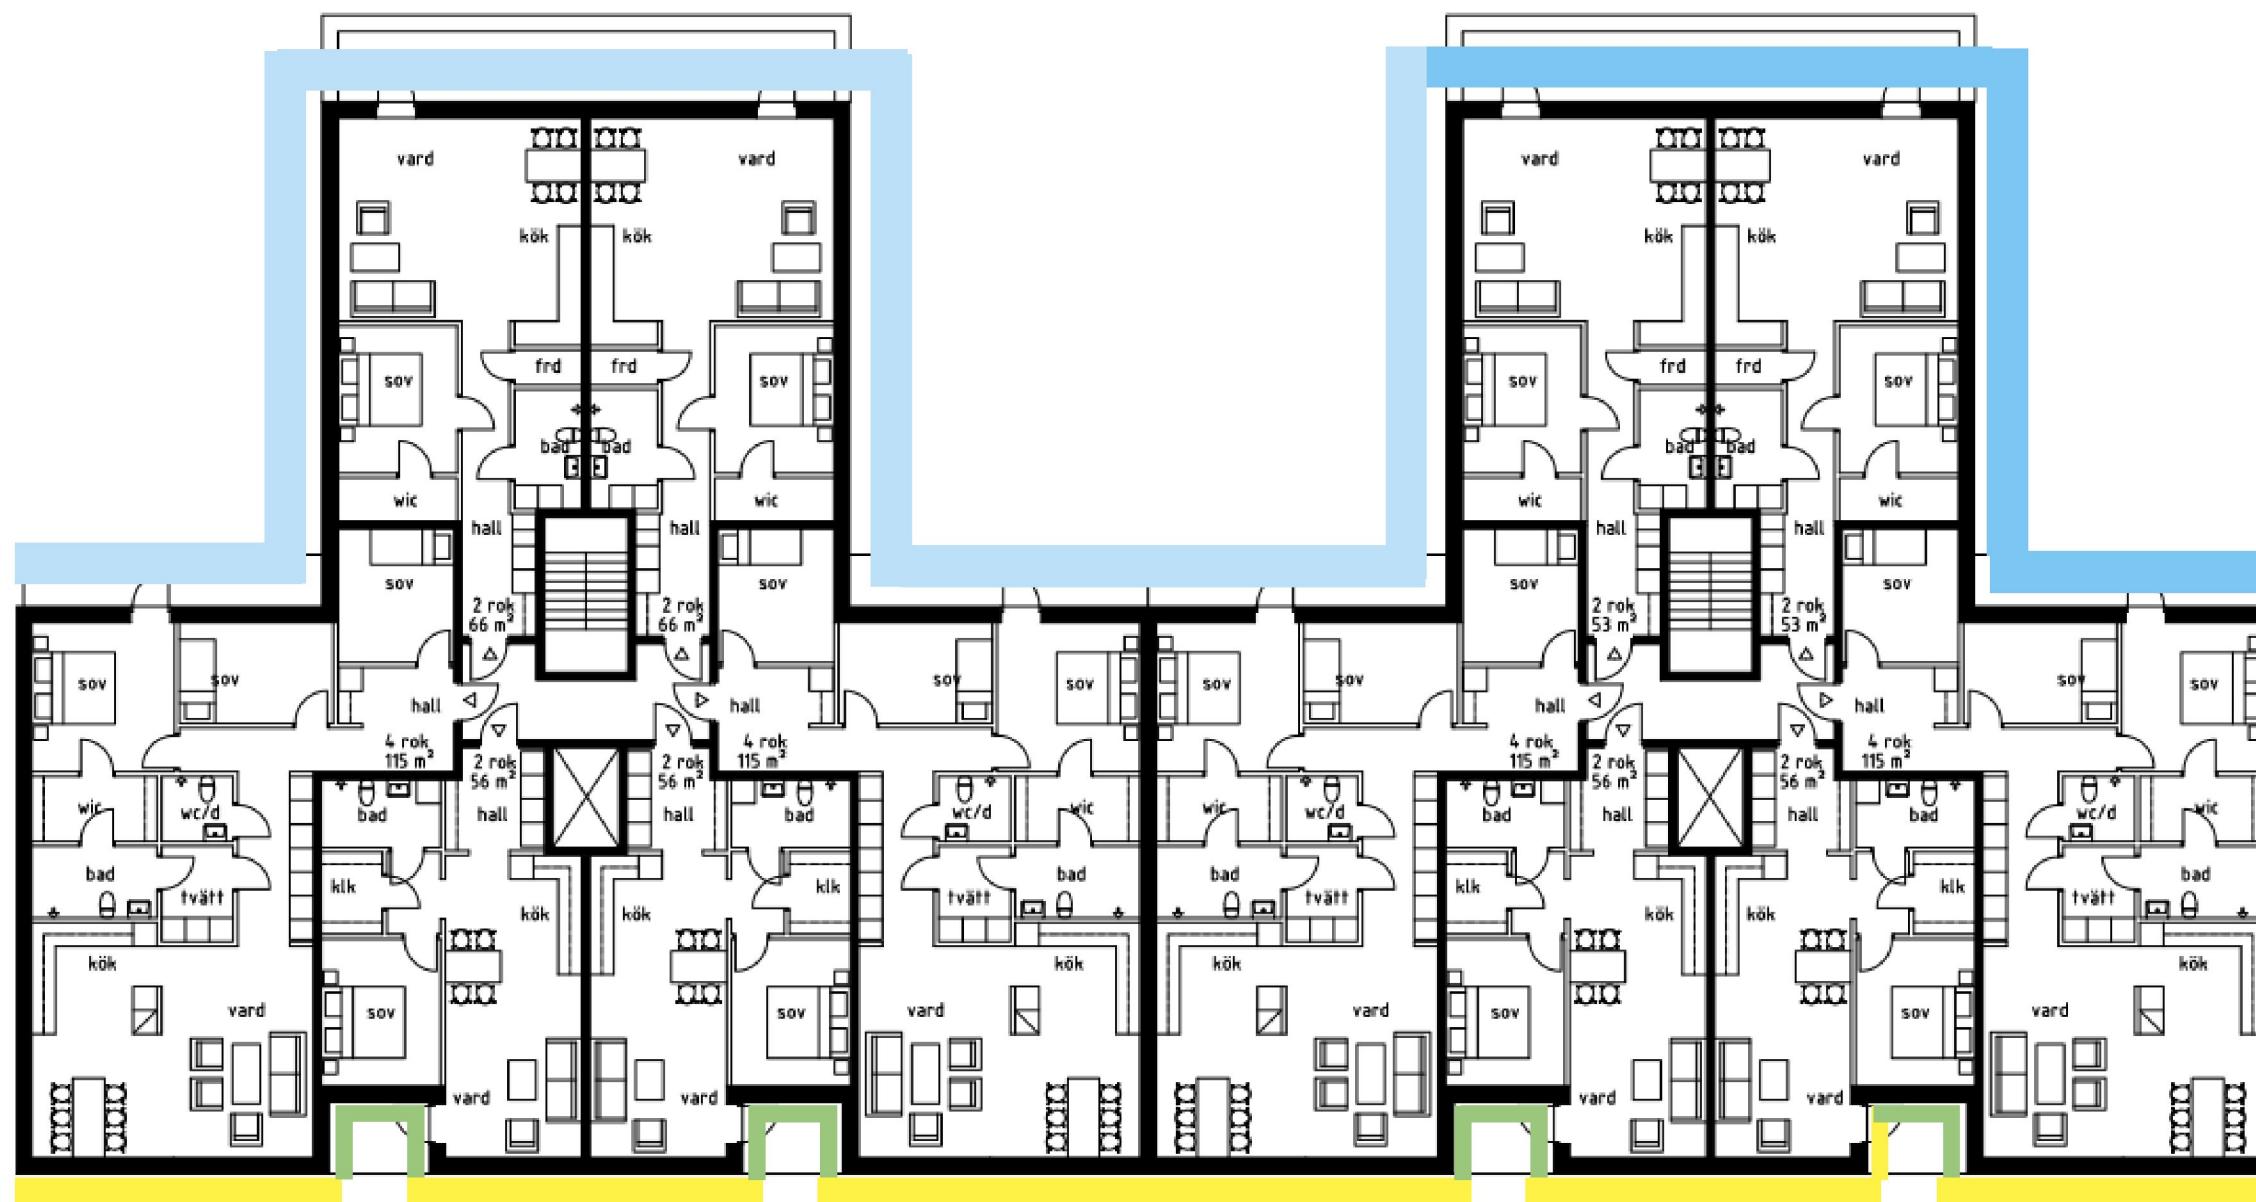 vard vard vard vard
kök kök kök kök
frd frd frd frd
sov sov sov sov
bad bad bad bad
wic wic wic wic
hall hall hall hall
sov sov sov sov
2 rok 2 rok 2 rok 2 rok
66 m² 66 m² 53 m² 53 m²
sov sov sov sov sov sov sov sov
hall hall hall hall
4 rok 4 rok 4 rok 4 rok
115 m² 115 m² 115 m² 115 m²
2 rok 2 rok 2 rok 2 rok
56 m² 56 m² 56 m² 56 m²
wic wc/d bad hall hall bad wc/d wic wic wc/d bad hall hall bad wc/d wic
bad klk klk bad bad klk klk bad
tvätt tvätt tvätt tvätt
kök kök kök kök
kök kök kök kök
vard sov sov vard vard sov sov vard
vard vard vard vard